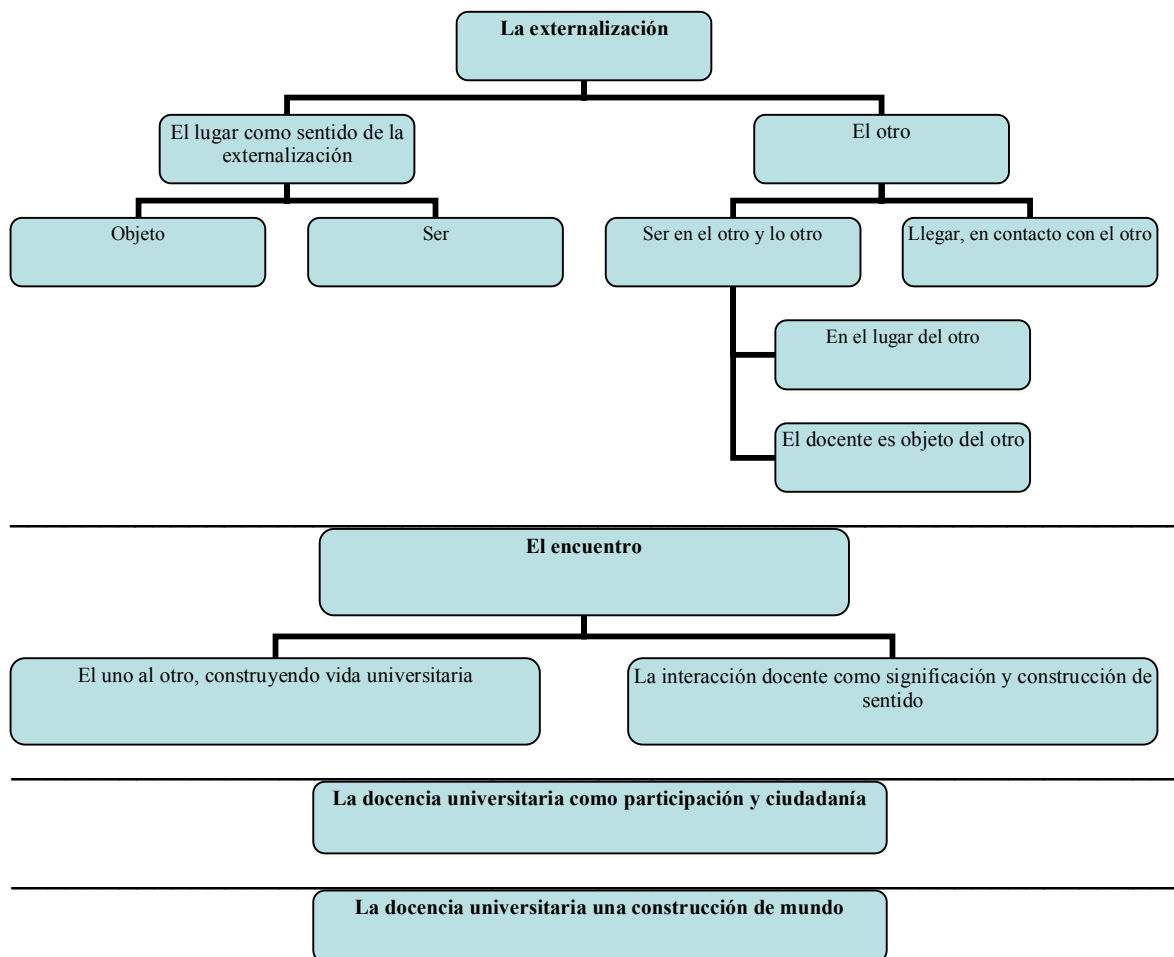 La externalización
El lugar como sentido de la
externalización
El otro
Objeto
Ser
Ser en el otro y lo otro
Llegar, en contacto con el otro
En el lugar del otro
El docente es objeto del otro
El encuentro
El uno al otro, construyendo vida universitaria
La interacción docente como significación y construcción de
sentido
La docencia universitaria como participación y ciudadanía
La docencia universitaria una construcción de mundo